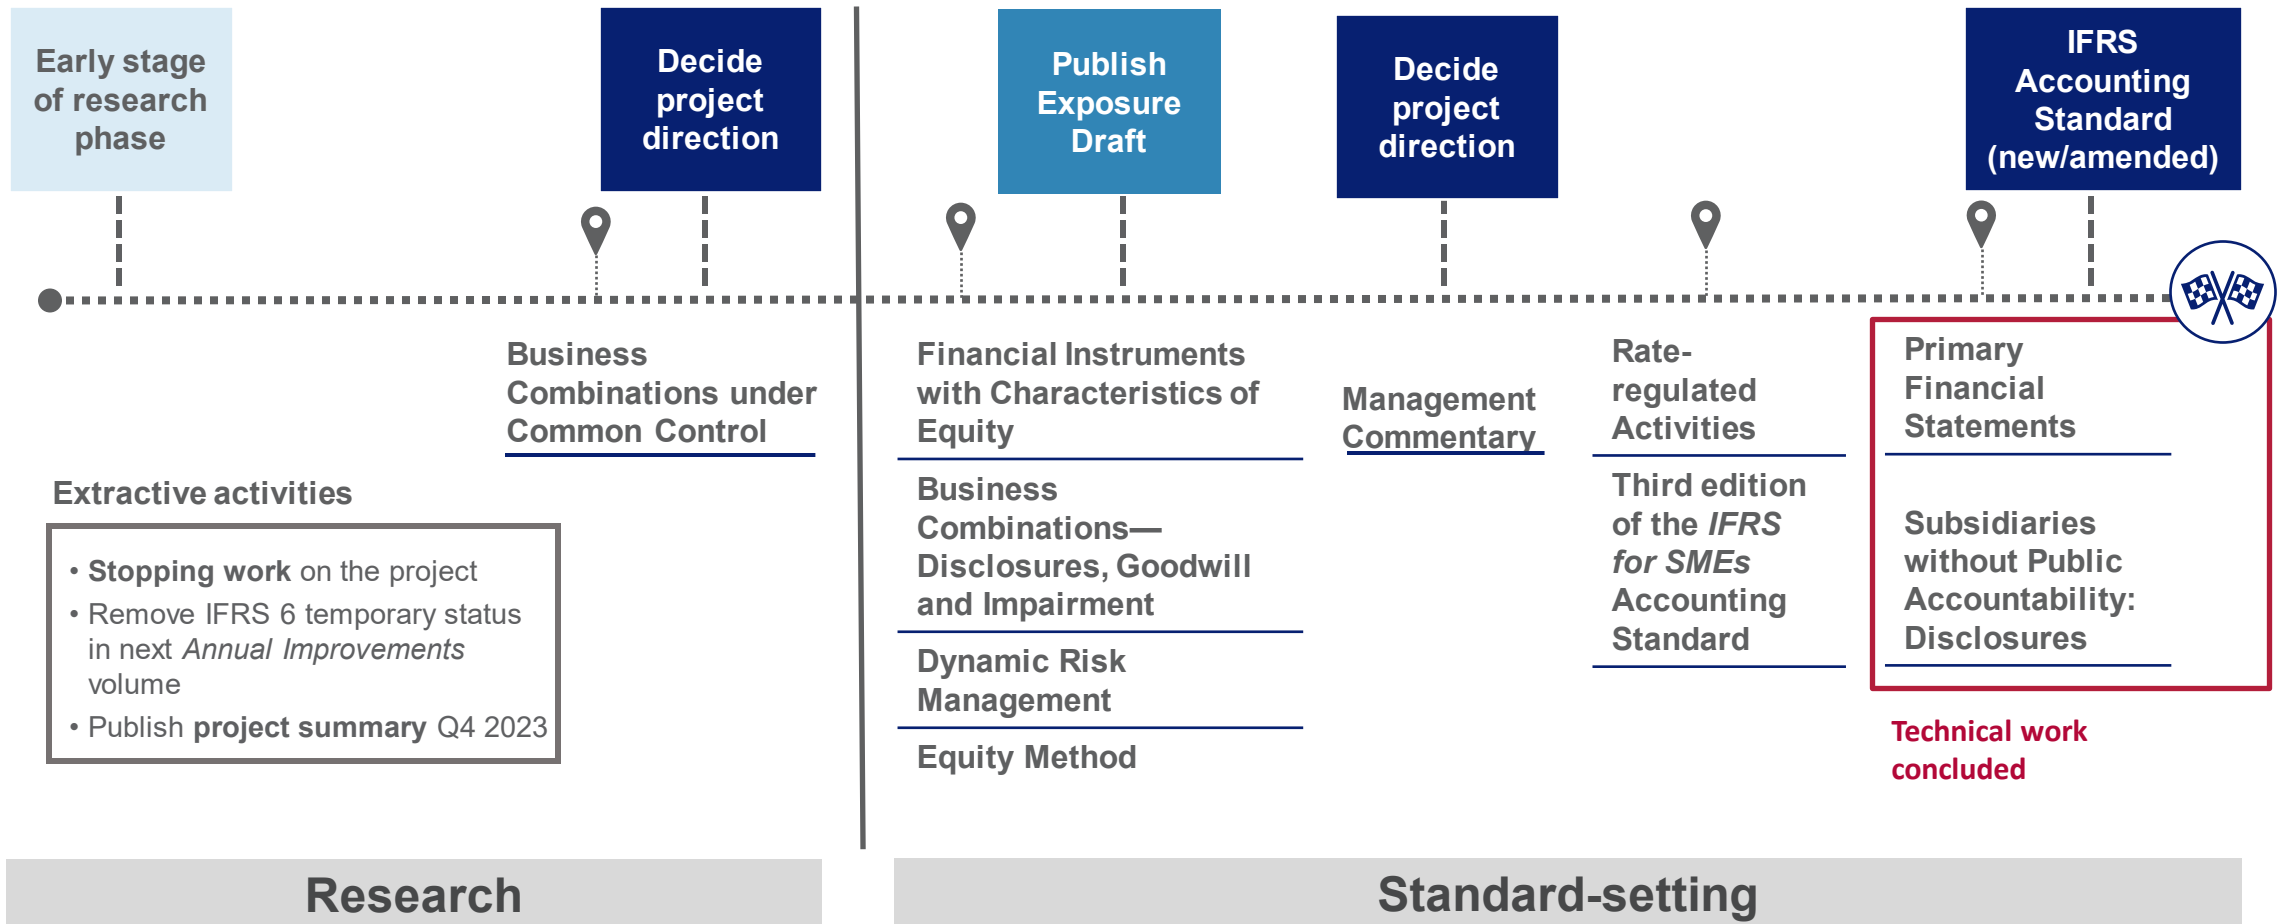 Early stage
of research
phase
Decide
project
direction
Publish
Exposure
Draft
Decide
project
direction
IFRS
Accounting
Standard
(new/amended)
Business
Combinations under
Common Control
Extractive activities
• Stopping work on the project
• Remove IFRS 6 temporary status
in next Annual Improvements
volume
• Publish project summary Q4 2023
Financial Instruments
with Characteristics of
Equity
Business
Combinations—
Disclosures, Goodwill
and Impairment
Dynamic Risk
Management
Equity Method
Management
Commentary
Rate-
regulated
Activities
Third edition
of the IFRS
for SMEs
Accounting
Standard
Primary
Financial
Statements
Subsidiaries
without Public
Accountability:
Disclosures
Technical work
concluded
Research
Standard-setting